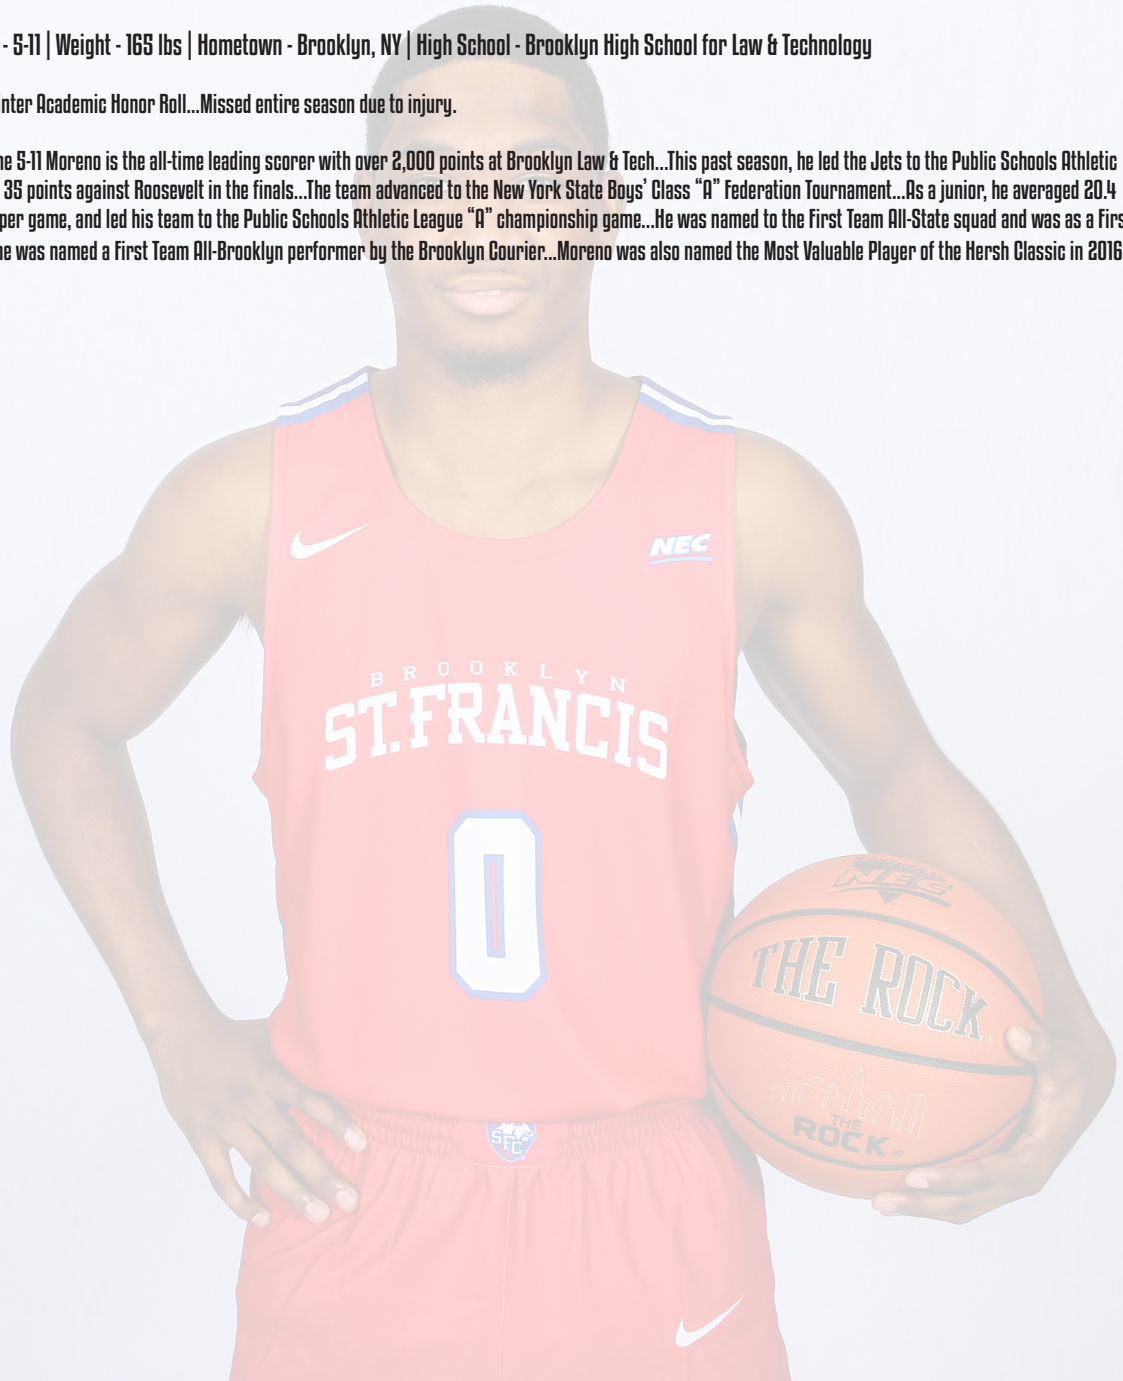 - 5-11 | Weight - 165 lbs | Hometown - Brooklyn, NY | High School - Brooklyn High School for Law & Technology
inter Academic Honor Roll...Missed entire season due to injury.
he 5-11 Moreno is the all-time leading scorer with over 2,000 points at Brooklyn Law & Tech...This past season, he led the Jets to the Public Schools Athletic
35 points against Roosevelt in the finals...The team advanced to the New York State Boys’ Class “A” Federation Tournament...As a junior, he averaged 20.4
per game, and led his team to the Public Schools Athletic League “A” championship game...He was named to the First Team All-State squad and was as a Firs
he was named a First Team All-Brooklyn performer by the Brooklyn Courier...Moreno was also named the Most Valuable Player of the Hersh Classic in 2016
NEC
BROOKLYN
ST.FRANCIS
0
NEC
THE ROCK
THE
ROCK
SFC